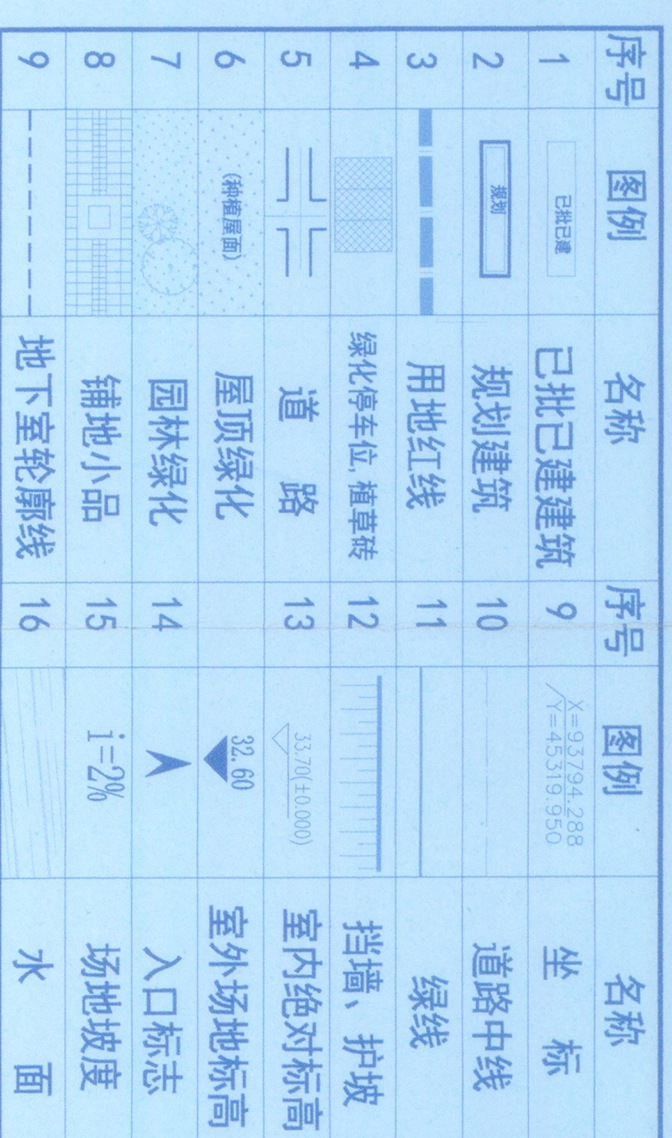 序号 图例 名称 序号 图例 名称
1 已批已建 已批已建建筑 9 X=93794.288 坐 标
Y=45319.950
2 规划 规划建筑 10 道路中线
3 用地红线 11 绿线
4 绿化停车位,植草砖 12 挡墙、护坡
5 道 路 13 33.70(±0.000) 室内绝对标高
6 (种植屋面) 屋顶绿化 32.60 室外场地标高
7 园林绿化 14 入口标志
8 铺地小品 15 i=2% 场地坡度
9 地下室轮廓线 16 水 面